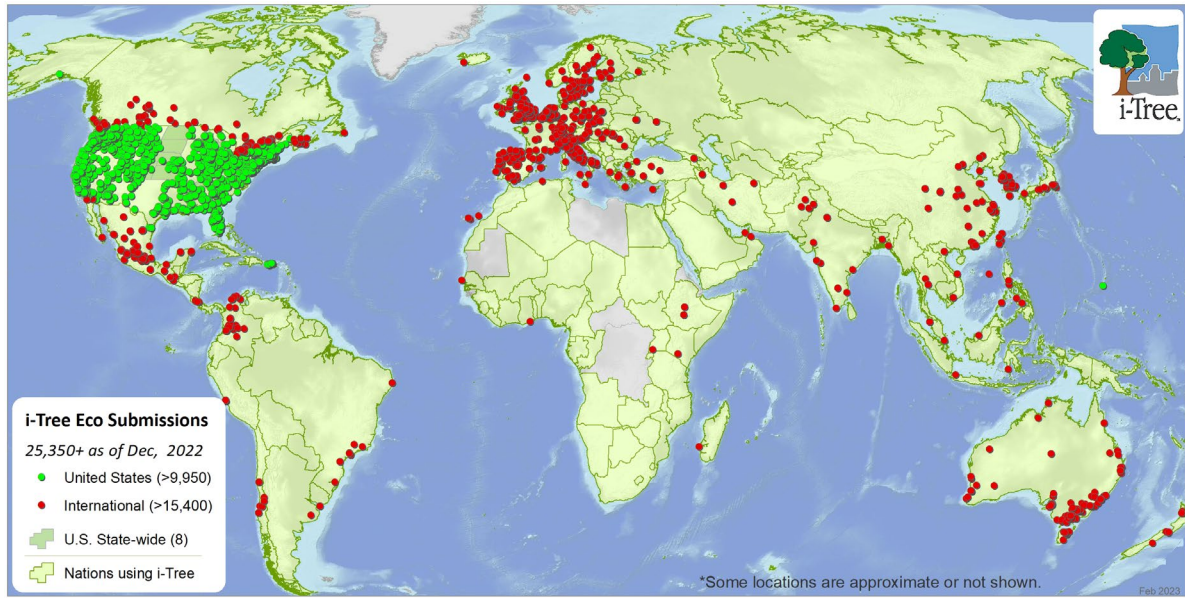 i-Tree™
i-Tree Eco Submissions
25,350+ as of Dec, 2022
United States (>9,950)
International (>15,400)
U.S. State-wide (8)
Nations using i-Tree
*Some locations are approximate or not shown.
Feb 2023